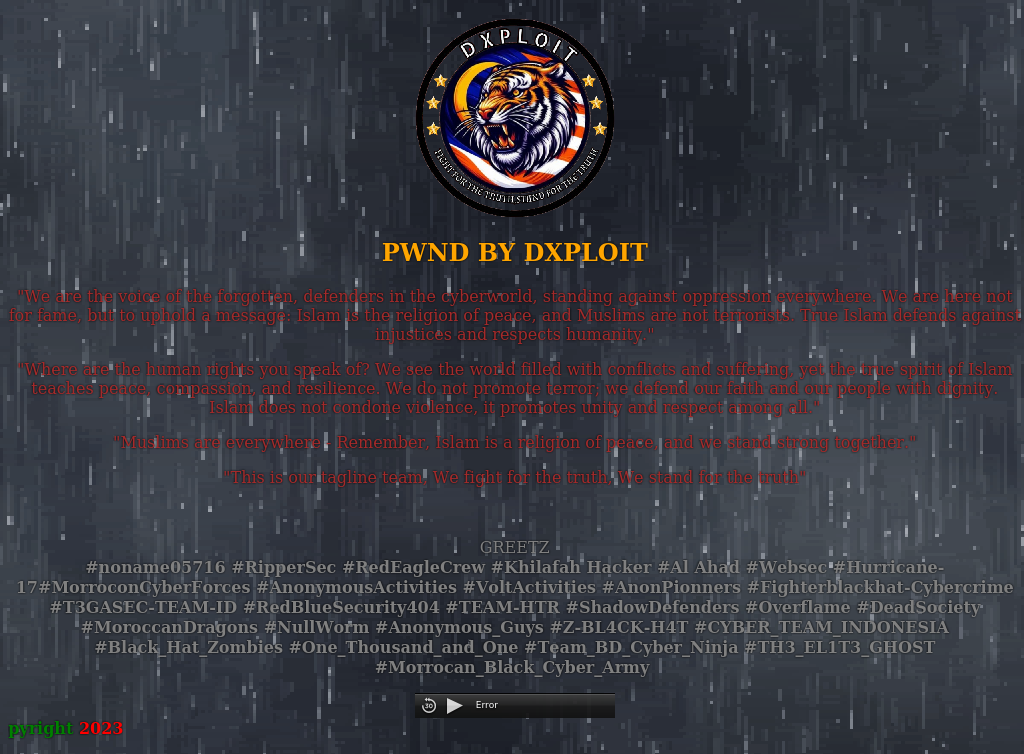 DXPLOIT
FIGHT FOR THE TRUTH.STAND FOR THE TRUTH
PWND BY DXPLOIT
"We are the voice of the forgotten, defenders in the cyberworld, standing against oppression everywhere. We are here not
for fame, but to uphold a message: Islam is the religion of peace, and Muslims are not terrorists. True Islam defends against
injustices and respects humanity."
"Where are the human rights you speak of? We see the world filled with conflicts and suffering, yet the true spirit of Islam
teaches peace, compassion, and resilience. We do not promote terror; we defend our faith and our people with dignity.
Islam does not condone violence, it promotes unity and respect among all."
"Muslims are everywhere.. Remember, Islam is a religion of peace, and we stand strong together."
"This is our tagline team, We fight for the truth, We stand for the truth"
GREETZ
#noname05716 #RipperSec #RedEagleCrew #Khilafah Hacker #Al Ahad #Websec #Hurricane-
17#MorroconCyberForces #AnonymousActivities #VoltActivities #AnonPionners #Fighterblackhat-Cybercrime
#T3GASEC-TEAM-ID #RedBlueSecurity404 #TEAM-HTR #ShadowDefenders #Overflame #DeadSociety
#MoroccanDragons #NullWorm #Anonymous_Guys #Z-BL4CK-H4T #CYBER_TEAM_INDONESIA
#Black_Hat_Zombies #One_Thousand_and_One #Team_BD_Cyber_Ninja #TH3_EL1T3_GHOST
#Morrocan_Black_Cyber_Army
30 Error
pyright 2023